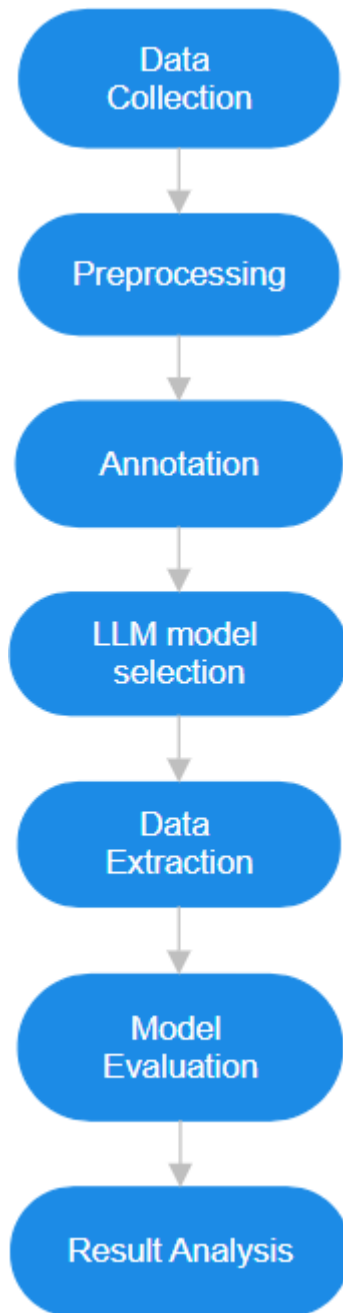 Data
Collection
Preprocessing
Annotation
LLM model
selection
Data
Extraction
Model
Evaluation
Result Analysis